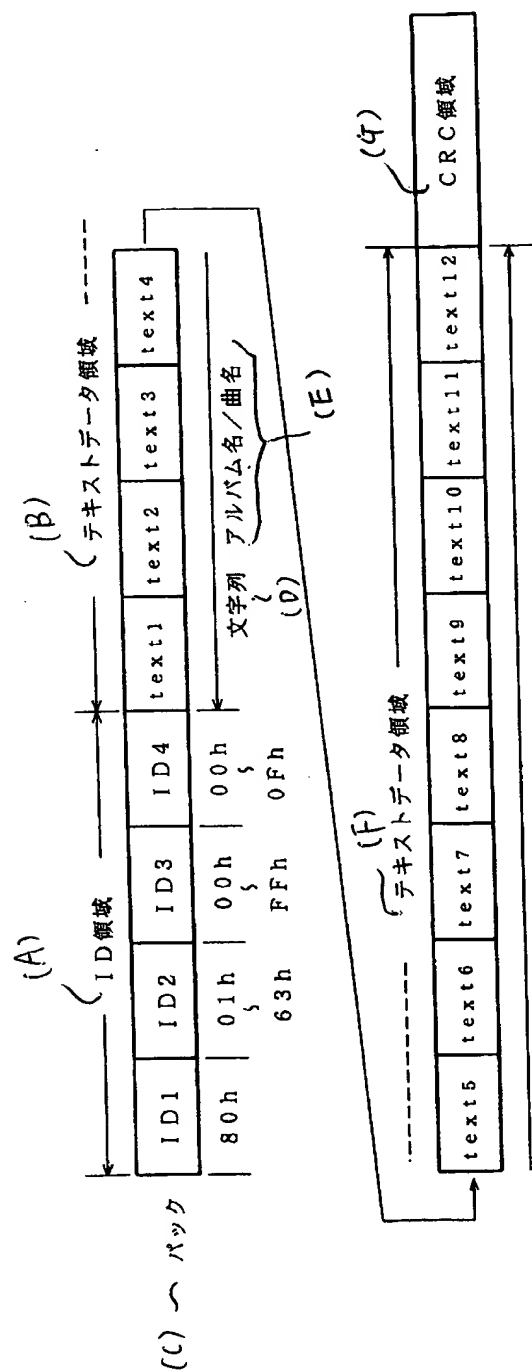 (A)
ID領域
(B)
テキストデータ領域
(C) パック
ID1 ID2 ID3 ID4 text1 text2 text3 text4
80h
01h
63h
00h
FFh
00h
0Fh
文字列
(D)
アルバム名/曲名
(E)
(F)
テキストデータ領域
(G)
text5 text6 text7 text8 text9 text10 text11 text12 CRC領域